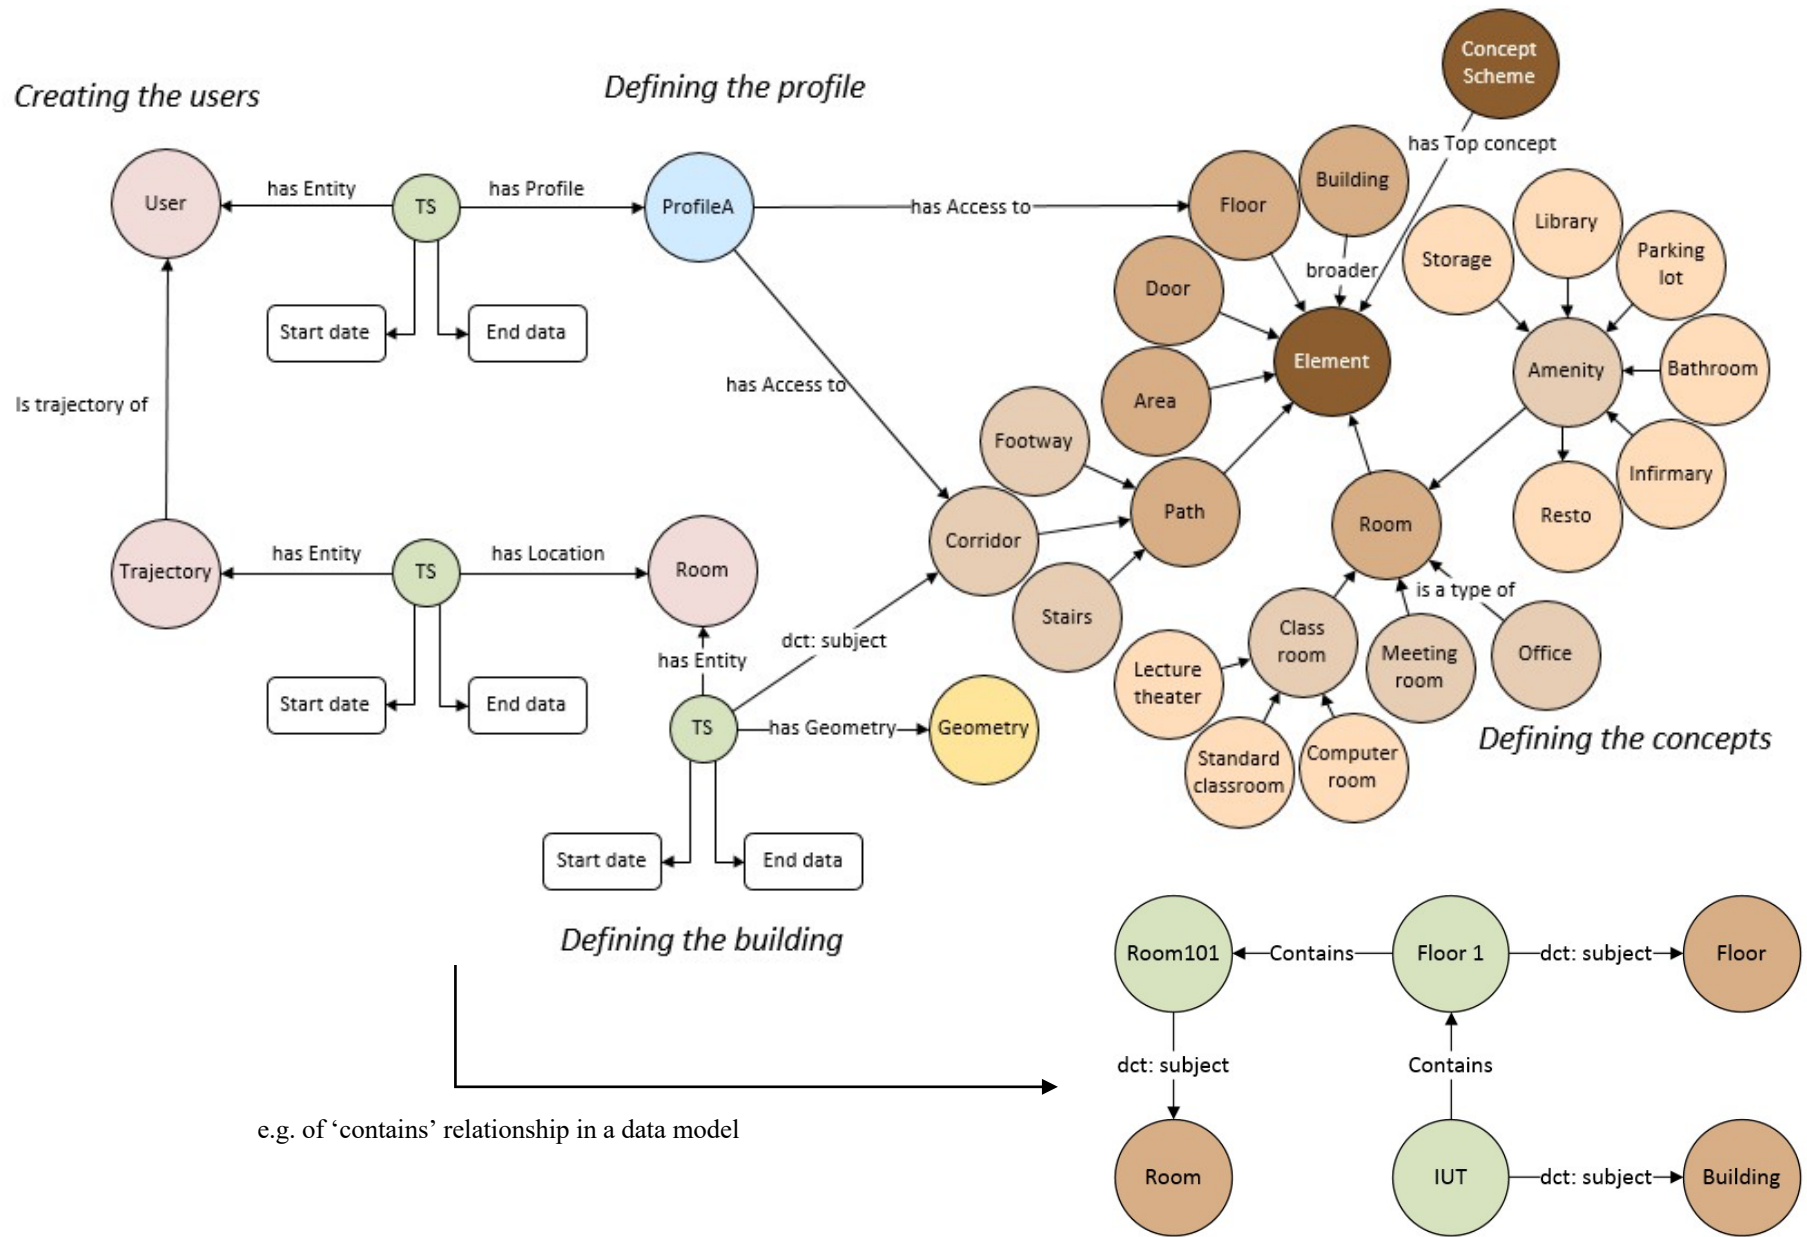 Concept
Scheme
Creating the users
Defining the profile
has Top concept
Building
Floor
User
has Entity
TS
has Profile
ProfileA
has Access to
Library
Storage
Parking
lot
broader
Door
Start date
End data
Element
Amenity
Bathroom
has Access to
Area
Is trajectory of
Footway
Infirmary
Path
Resto
Room
Corridor
Trajectory
has Entity
TS
has Location
Room
is a type of
Stairs
dct: subject
has Entity
Class
room
Meeting
room
Office
Lecture
theater
Start date
End data
TS
has Geometry
Geometry
Defining the concepts
Standard
classroom
Computer
room
Start date
End data
Defining the building
Room101
Contains
Floor 1
dct: subject
Floor
dct: subject
Contains
e.g. of ‘contains’ relationship in a data model
Room
IUT
dct: subject
Building